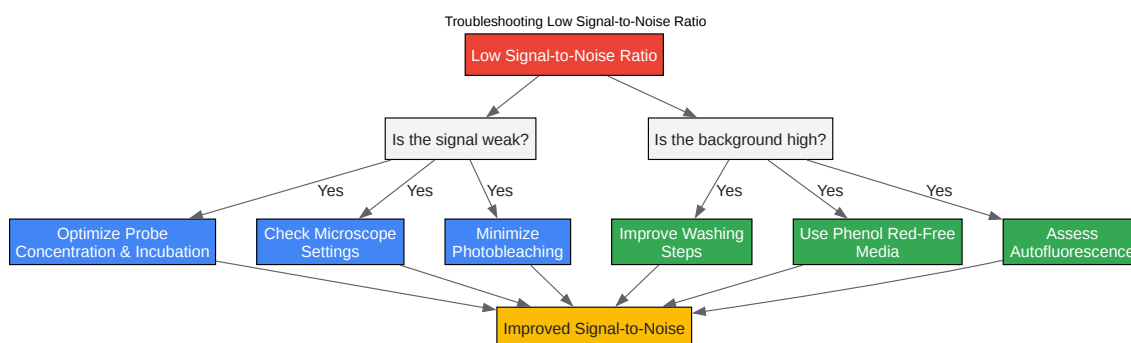 Troubleshooting Low Signal-to-Noise Ratio
Low Signal-to-Noise Ratio
Is the signal weak?
Is the background high?
Yes
Yes
Yes
Yes
Yes
Yes
Optimize Probe
Concentration & Incubation
Check Microscope
Settings
Minimize
Photobleaching
Improve Washing
Steps
Use Phenol Red-Free
Media
Assess
Autofluorescence
Improved Signal-to-Noise